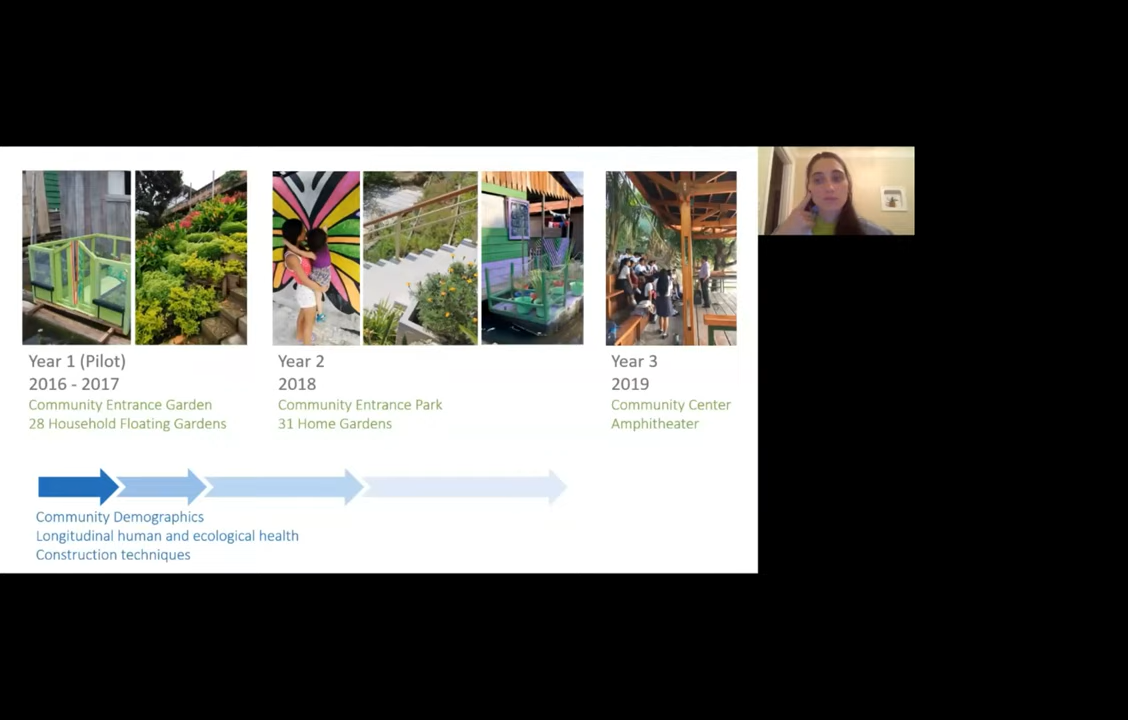 Year 1 (Pilot)
2016 - 2017
Community Entrance Garden
28 Household Floating Gardens
Year 2
2018
Community Entrance Park
31 Home Gardens
Year 3
2019
Community Center
Amphitheater
Community Demographics
Longitudinal human and ecological health
Construction techniques